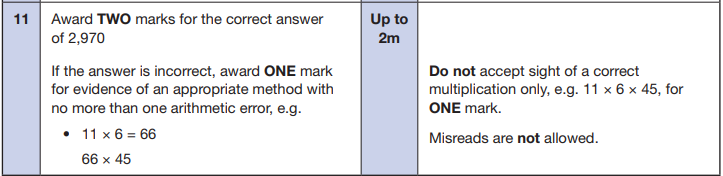 11
Award TWO marks for the correct answer
of 2,970
If the answer is incorrect, award ONE mark
for evidence of an appropriate method with
no more than one arithmetic error, e.g.
• 11 × 6 = 66
66 × 45
Up to
2m
Do not accept sight of a correct
multiplication only, e.g. 11 × 6 × 45, for
ONE mark.
Misreads are not allowed.